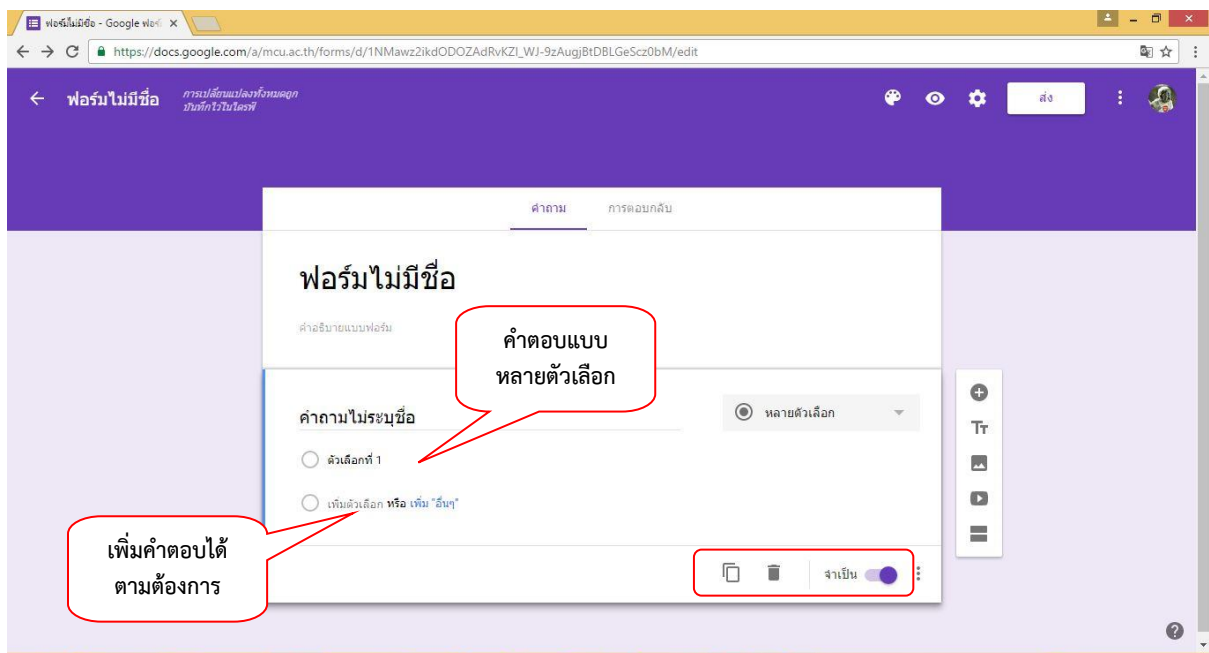 ฟอร์มไม่มีชื่อ - Google ฟอร์
https://docs.google.com/a/mcu.ac.th/forms/d/1NMawz2ikdODOZAdRvKZI_WJ-9zAugjBtDBLGeScz0bM/edit
ฟอร์มไม่มีชื่อ
การเปลี่ยนแปลงทั้งหมดถูก
บันทึกไว้ในไดรฟ์
ส่ง
คำถาม การตอบกลับ
ฟอร์มไม่มีชื่อ
คำอธิบายแบบฟอร์ม
คำตอบแบบ
หลายตัวเลือก
คำถามไม่ระบุชื่อ
หลายตัวเลือก
ตัวเลือกที่ 1
เพิ่มตัวเลือก หรือ เพิ่ม "อื่นๆ"
เพิ่มคำตอบได้
ตามต้องการ
จำเป็น